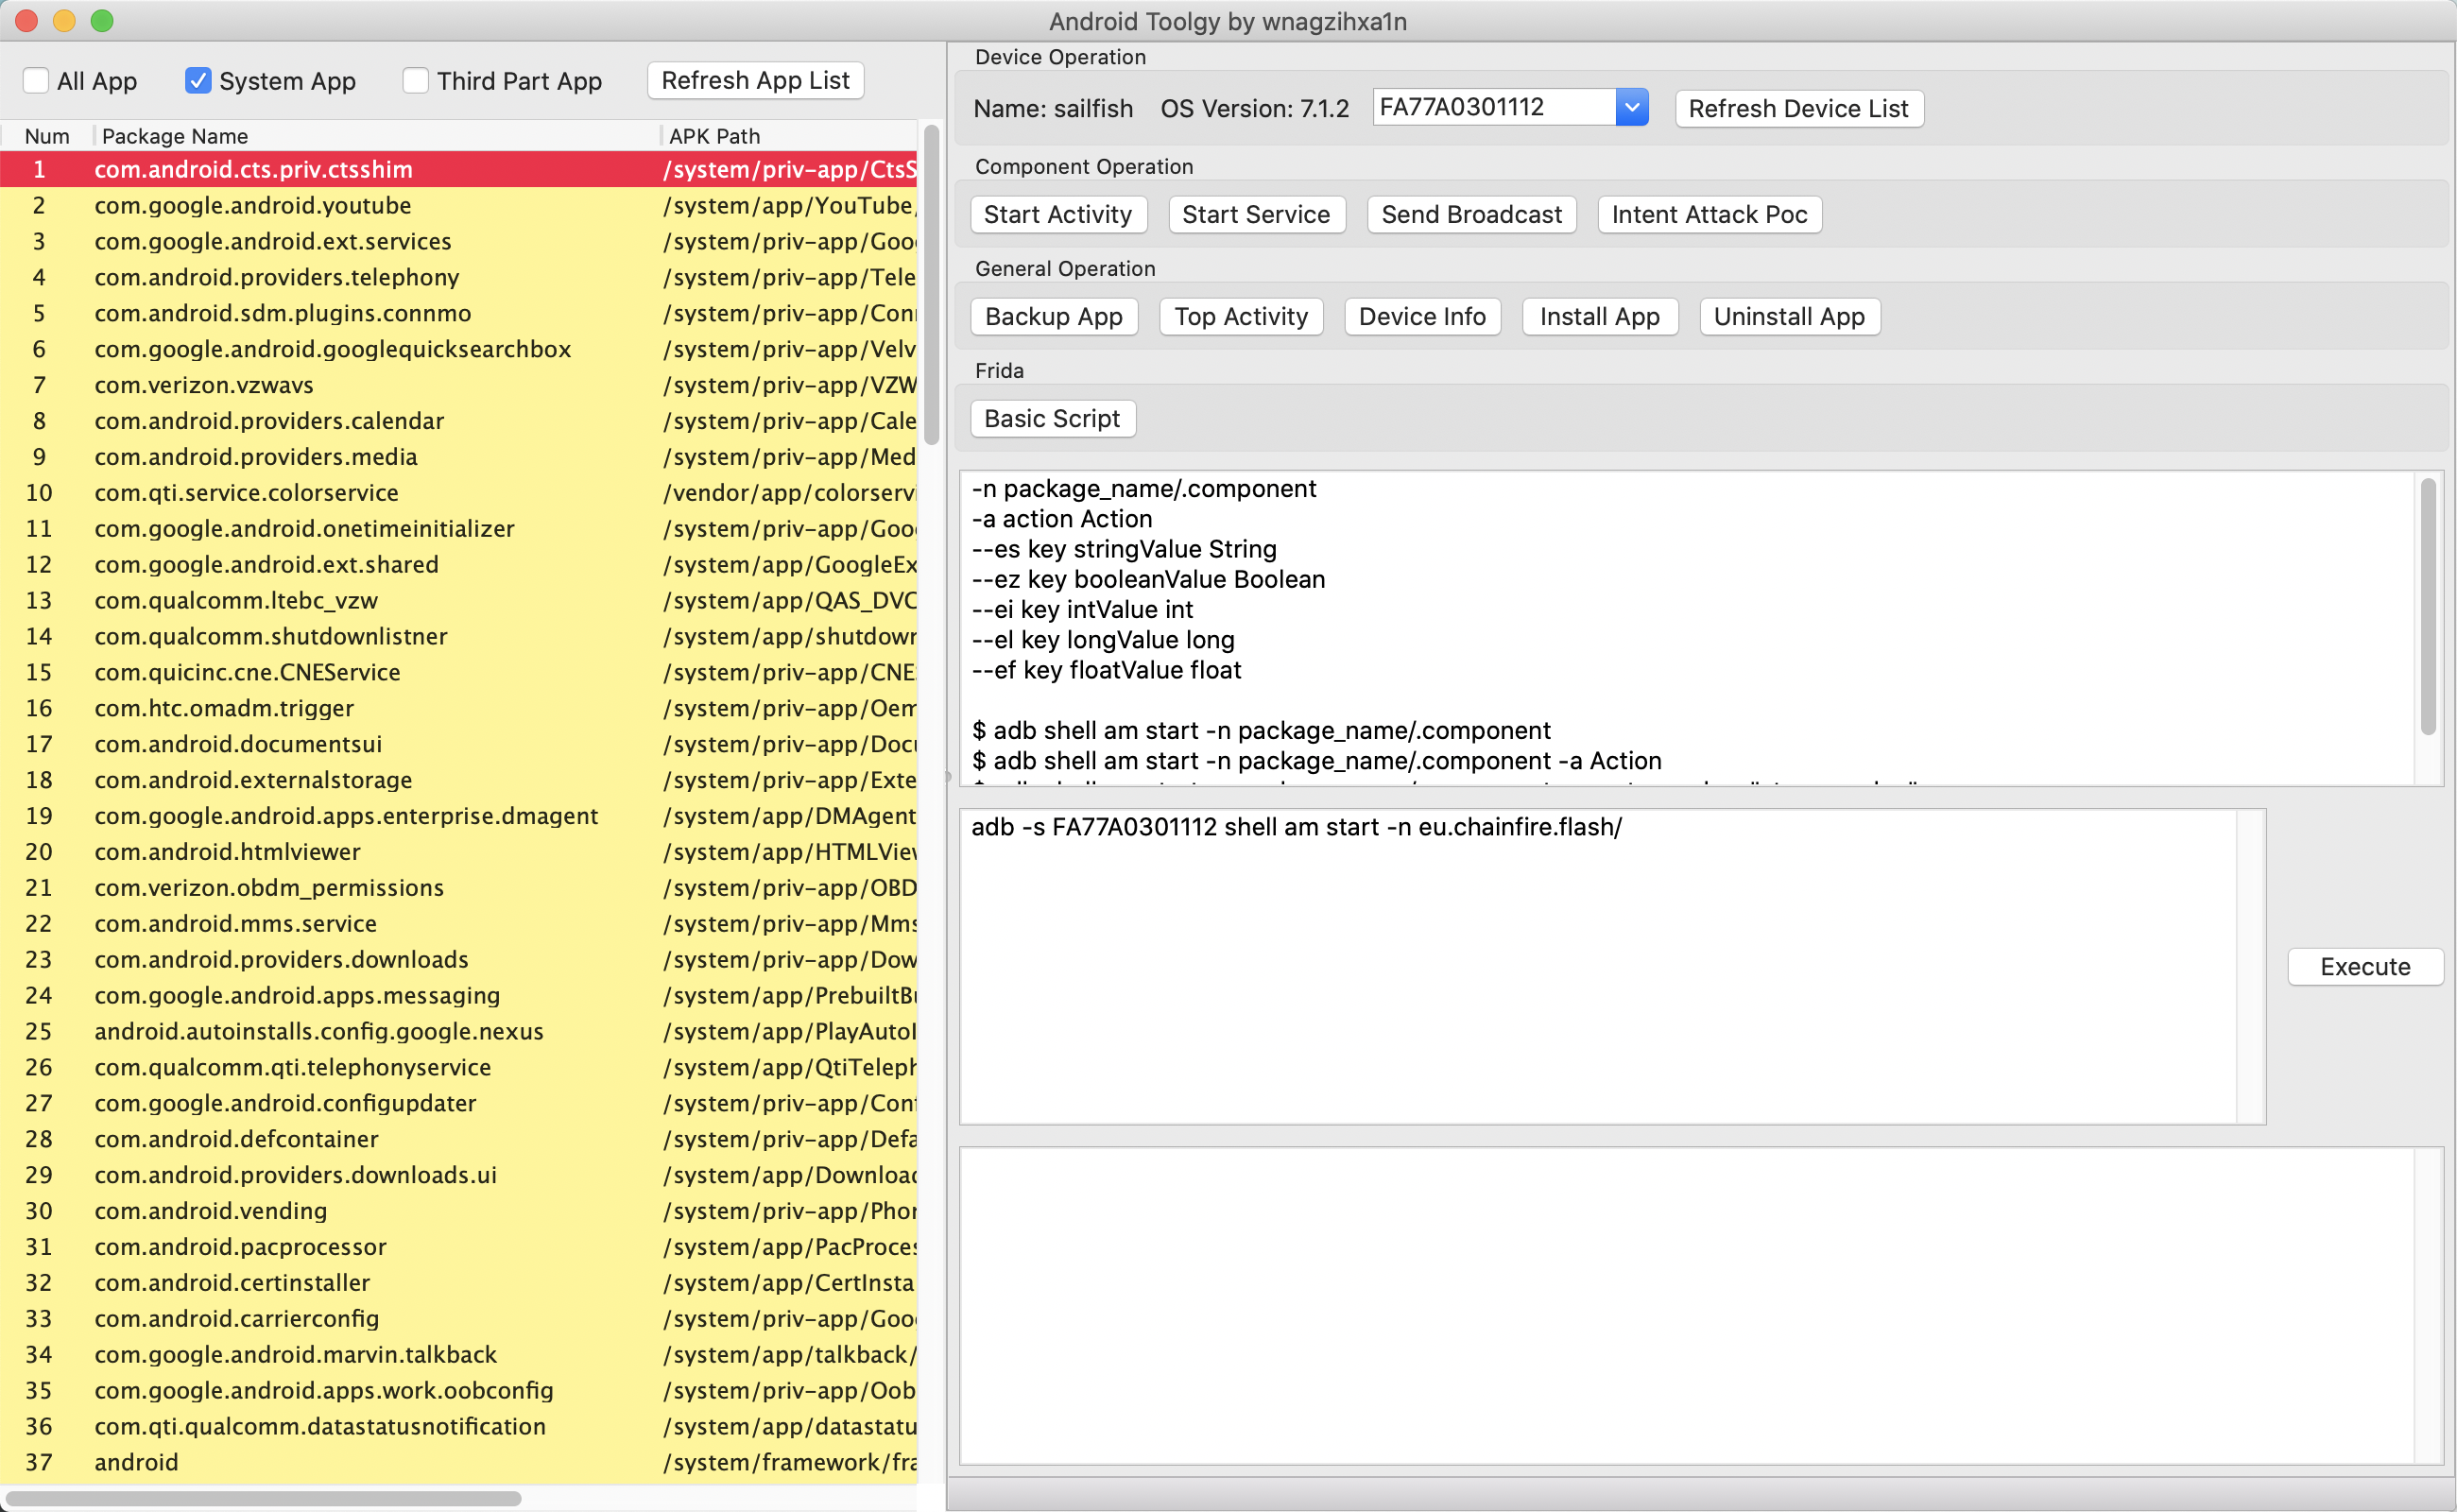 Android Toolgy by wnagzihxa1n
All App System App Third Part App Refresh App List
Num Package Name APK Path
1 com.android.cts.priv.ctsshim /system/priv-app/CtsS
2 com.google.android.youtube /system/app/YouTube
3 com.google.android.ext.services /system/priv-app/Goo
4 com.android.providers.telephony /system/priv-app/Tele
5 com.android.sdm.plugins.connmo /system/priv-app/Con
6 com.google.android.googlequicksearchbox /system/priv-app/Velv
7 com.verizon.vzwavs /system/priv-app/VZW
8 com.android.providers.calendar /system/priv-app/Cale
9 com.android.providers.media /system/priv-app/Med
10 com.qti.service.colorservice /vendor/app/colorserv
11 com.google.android.onetimeinitializer /system/priv-app/Goo
12 com.google.android.ext.shared /system/app/GoogleEx
13 com.qualcomm.ltebc_vzw /system/app/QAS_DVC
14 com.qualcomm.shutdownlistner /system/app/shutdown
15 com.quicinc.cne.CNEService /system/priv-app/CNE
16 com.htc.omadm.trigger /system/priv-app/Oem
17 com.android.documentsui /system/priv-app/Doc
18 com.android.externalstorage /system/priv-app/Exte
19 com.google.android.apps.enterprise.dmagent /system/app/DMAgent
20 com.android.htmlviewer /system/app/HTMLView
21 com.verizon.obdm_permissions /system/priv-app/OBD
22 com.android.mms.service /system/priv-app/Mms
23 com.android.providers.downloads /system/priv-app/Dow
24 com.google.android.apps.messaging /system/app/PrebuiltB
25 android.autoinstalls.config.google.nexus /system/app/PlayAuto
26 com.qualcomm.qti.telephonyservice /system/app/QtiTeleph
27 com.google.android.configupdater /system/priv-app/Con
28 com.android.defcontainer /system/priv-app/Defa
29 com.android.providers.downloads.ui /system/app/Download
30 com.android.vending /system/priv-app/Phon
31 com.android.pacprocessor /system/app/PacProces
32 com.android.certinstaller /system/app/CertInsta
33 com.android.carrierconfig /system/priv-app/Goo
34 com.google.android.marvin.talkback /system/app/talkback/
35 com.google.android.apps.work.oobconfig /system/priv-app/Oob
36 com.qti.qualcomm.datastatusnotification /system/app/datastatu
37 android /system/framework/fra
Device Operation
Name: sailfish OS Version: 7.1.2 FA77A0301112 Refresh Device List
Component Operation
Start Activity Start Service Send Broadcast Intent Attack Poc
General Operation
Backup App Top Activity Device Info Install App Uninstall App
Frida
Basic Script
-n package_name/.component
-a action Action
--es key stringValue String
--ez key booleanValue Boolean
--ei key intValue int
--el key longValue long
--ef key floatValue float
$ adb shell am start -n package_name/.component
$ adb shell am start -n package_name/.component -a Action
adb -s FA77A0301112 shell am start -n eu.chainfire.flash/
Execute